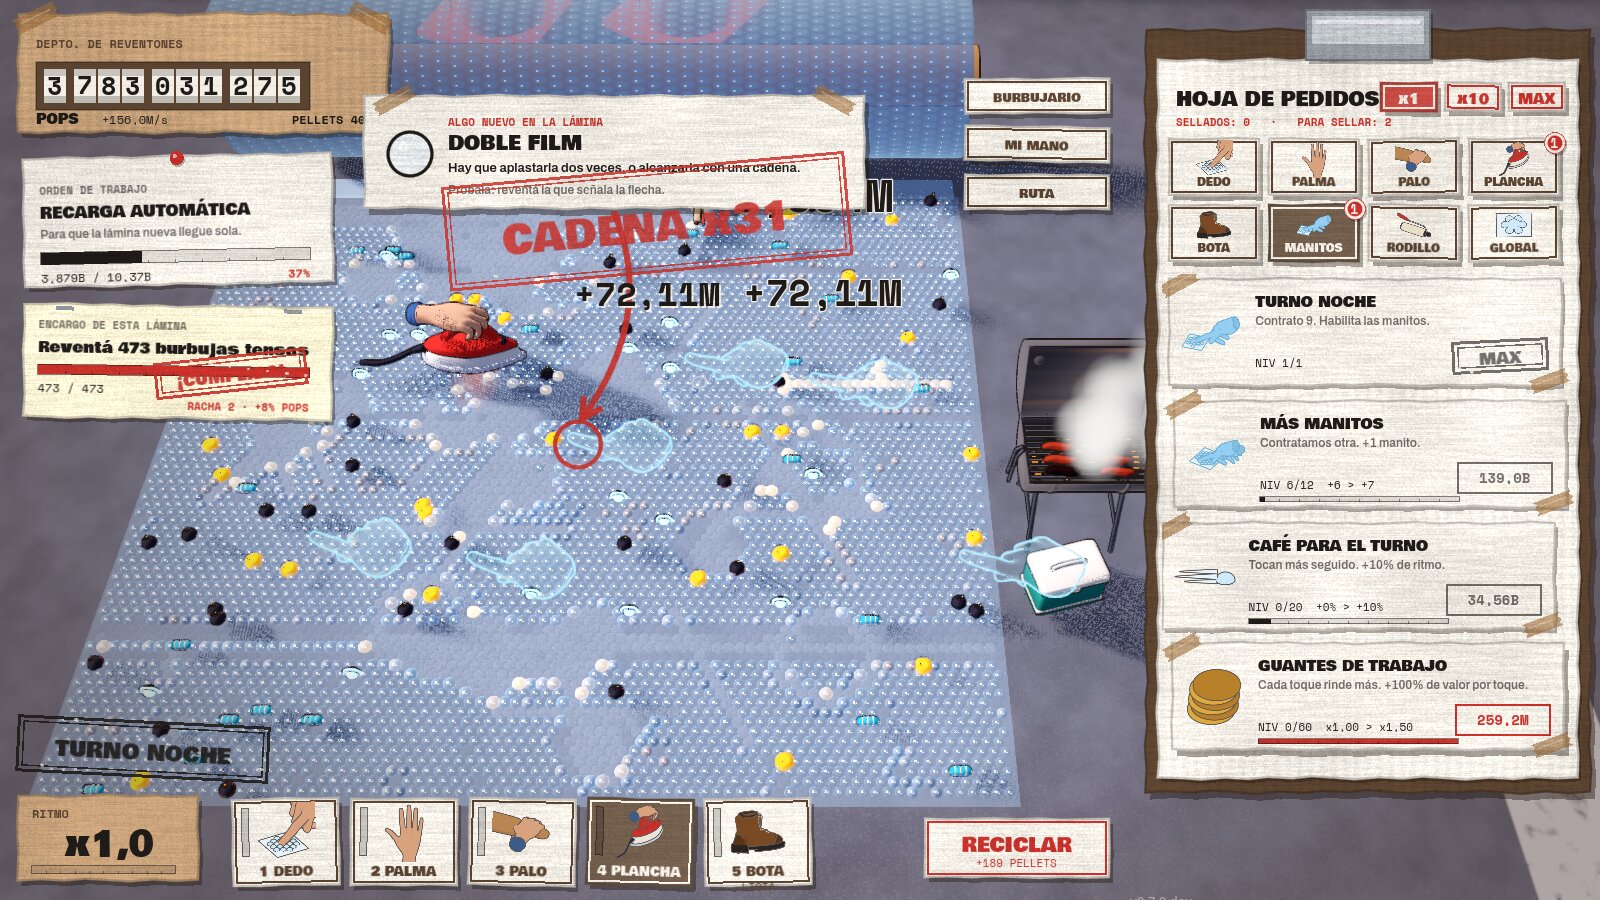 DEPTO. DE REVENTONES
3 783 031 275
POPS +156,0M/s PELLETS 40
ORDEN DE TRABAJO
RECARGA AUTOMÁTICA
Para que la lámina nueva llegue sola.
3,879B / 10,37B 37%
ENCARGO DE ESTA LÁMINA
Reventá 473 burbujas tensas
473 / 473
RACHA 2 · +8% POPS
ALGO NUEVO EN LA LÁMINA
DOBLE FILM
Hay que aplastarla dos veces, o alcanzarla con una cadena.
Probala: reventá la que señala la flecha.
CADENA x31
+72,11M +72,11M
BURBUJARIO
MI MANO
RUTA
HOJA DE PEDIDOS x1 x10 MAX
SELLADOS: 0 · PARA SELLAR: 2
DEDO
PALMA
PALO
PLANCHA
1
BOTA
MANITOS
1
RODILLO
GLOBAL
TURNO NOCHE
Contrato 9. Habilita las manitos.
NIV 1/1
MAX
MÁS MANITOS
Contratamos otra. +1 manito.
NIV 6/12 +6 > +7
139,0B
CAFÉ PARA EL TURNO
Tocan más seguido. +10% de ritmo.
NIV 0/20 +0% > +10%
34,56B
GUANTES DE TRABAJO
Cada toque rinde más. +100% de valor por toque.
NIV 0/60 x1,00 > x1,50
259,2M
TURNO NOCHE
RITMO
x1,0
1 DEDO
2 PALMA
3 PALO
4 PLANCHA
5 BOTA
RECICLAR
+189 PELLETS